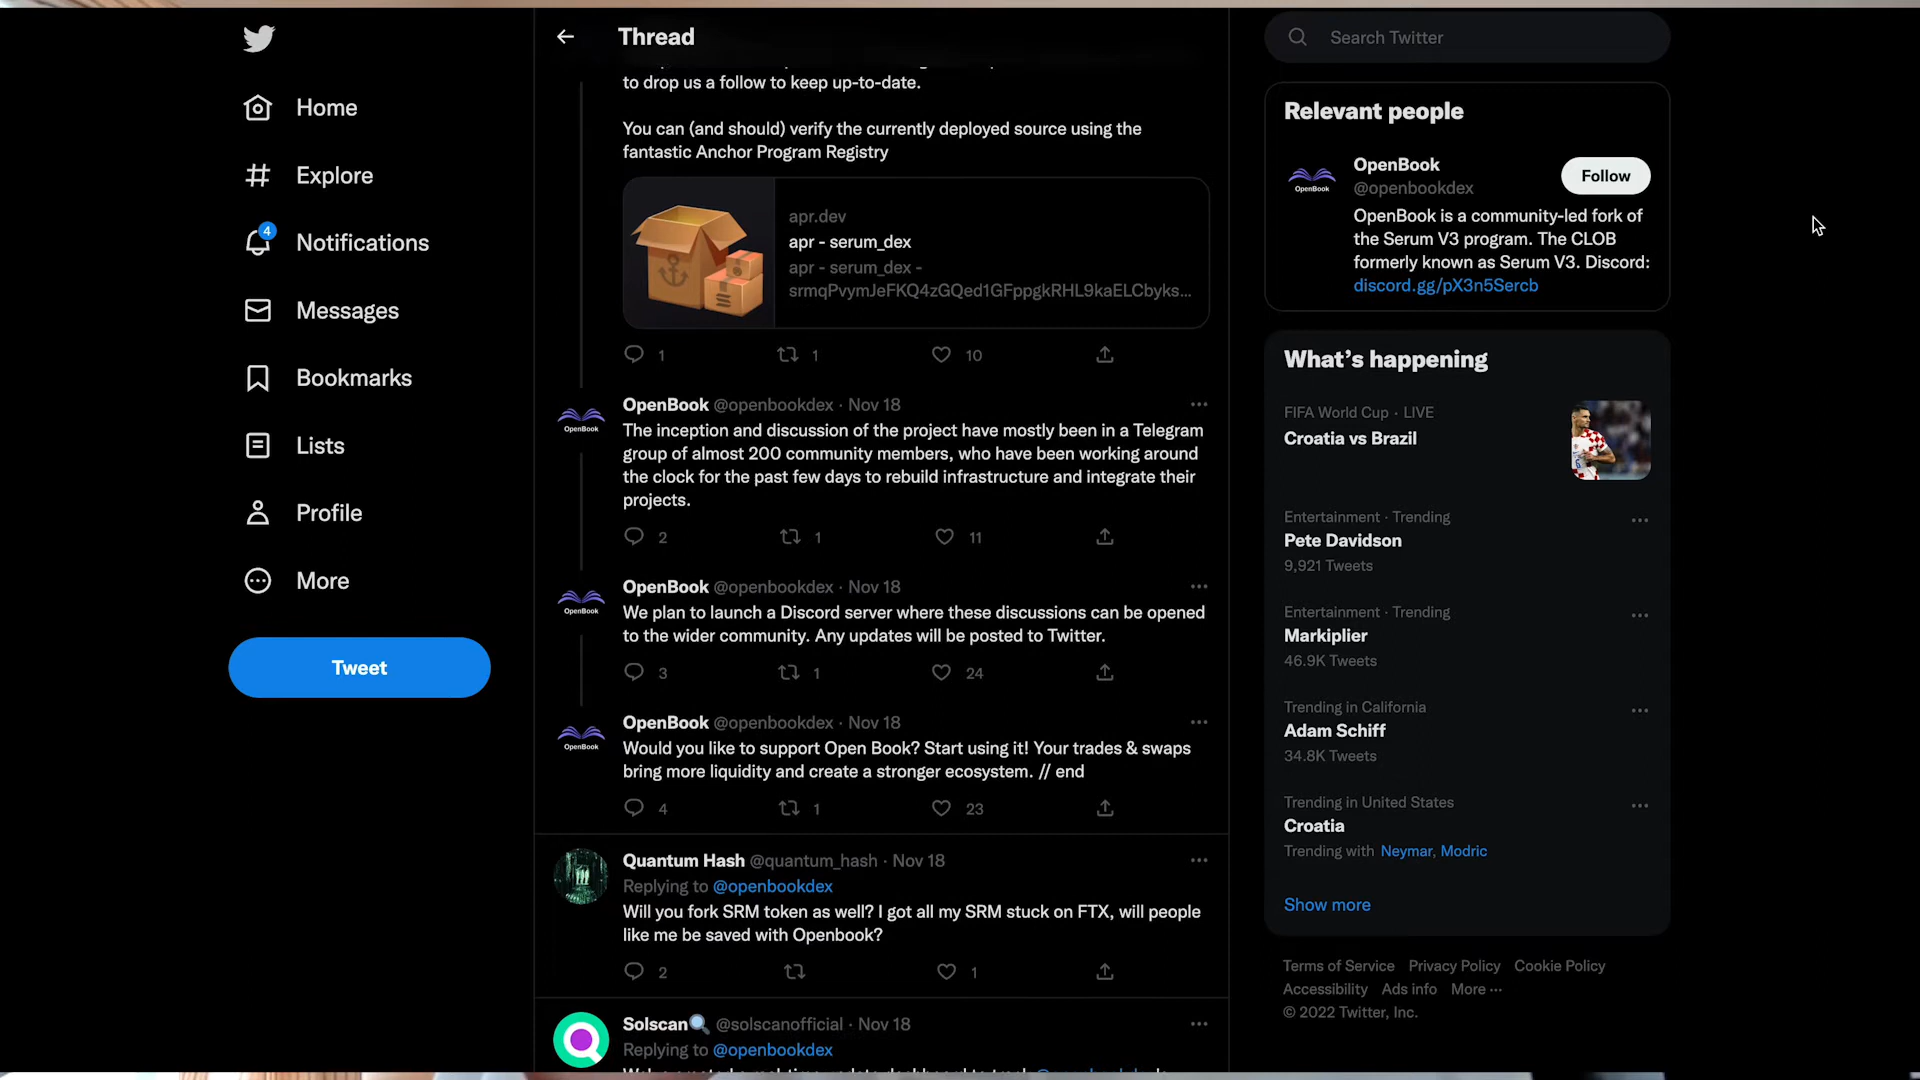 Home
Explore
4
Notifications
Messages
Bookmarks
Lists
Profile
More
Tweet
Thread
to drop us a follow to keep up-to-date.
You can (and should) verify the currently deployed source using the
fantastic Anchor Program Registry
apr.dev
apr - serum_dex
apr - serum_dex -
srmqPvymJeFKQ4zGQed1GFppgkRHL9kaELCbyks...
1 1 10
OpenBook @openbookdex · Nov 18
OpenBook
The inception and discussion of the project have mostly been in a Telegram
group of almost 200 community members, who have been working around
the clock for the past few days to rebuild infrastructure and integrate their
projects.
2 1 11
OpenBook @openbookdex · Nov 18
OpenBook
We plan to launch a Discord server where these discussions can be opened
to the wider community. Any updates will be posted to Twitter.
3 1 24
OpenBook @openbookdex · Nov 18
OpenBook
Would you like to support Open Book? Start using it! Your trades & swaps
bring more liquidity and create a stronger ecosystem. // end
4 1 23
Quantum Hash @quantum_hash · Nov 18
Replying to @openbookdex
Will you fork SRM token as well? I got all my SRM stuck on FTX, will people
like me be saved with Openbook?
2 1
Solscan @solscanofficial · Nov 18
Replying to @openbookdex
Search Twitter
Relevant people
OpenBook
OpenBook
@openbookdex
Follow
OpenBook is a community-led fork of
the Serum V3 program. The CLOB
formerly known as Serum V3. Discord:
discord.gg/pX3n5Sercb
What's happening
FIFA World Cup · LIVE
Croatia vs Brazil
Entertainment · Trending
Pete Davidson
9,921 Tweets
Entertainment · Trending
Markiplier
46.9K Tweets
Trending in California
Adam Schiff
34.8K Tweets
Trending in United States
Croatia
Trending with Neymar, Modric
Show more
Terms of Service Privacy Policy Cookie Policy
Accessibility Ads info More ···
© 2022 Twitter, Inc.